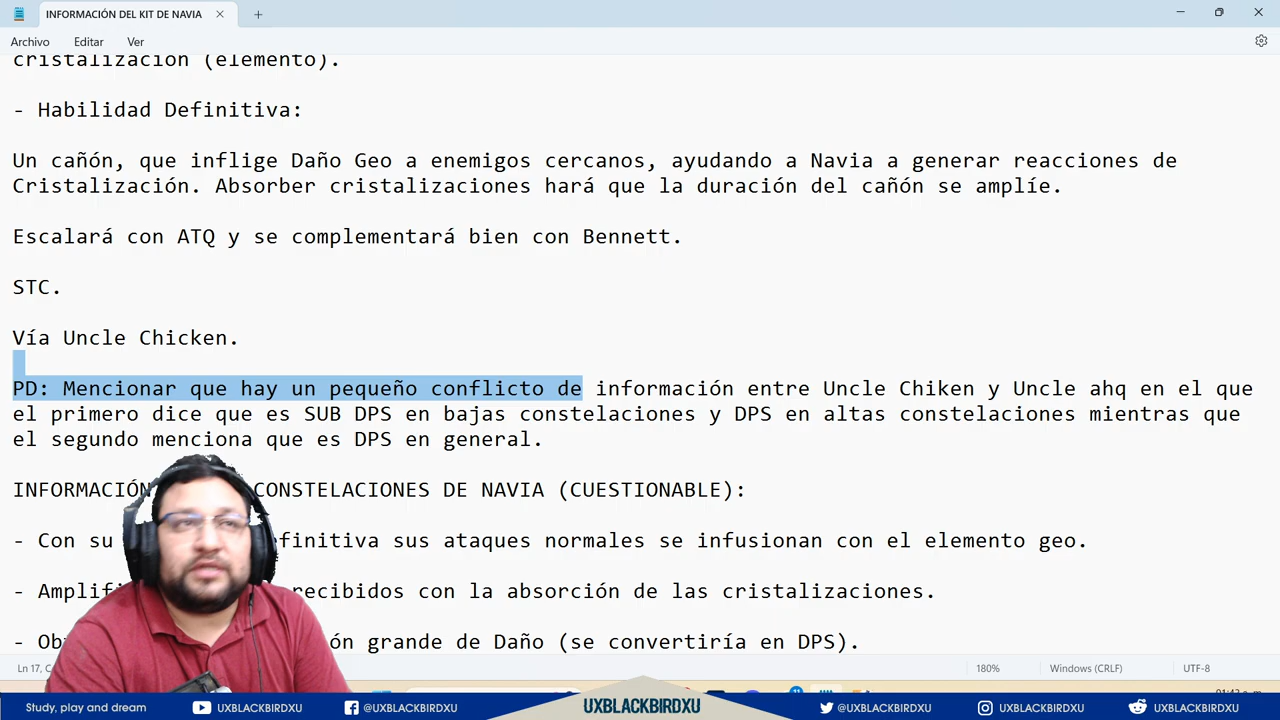 INFORMACIÓN DEL KIT DE NAVIA
Archivo Editar Ver
cristalización (elemento).
- Habilidad Definitiva:
Un cañón, que inflige Daño Geo a enemigos cercanos, ayudando a Navia a generar reacciones de
Cristalización. Absorber cristalizaciones hará que la duración del cañón se amplíe.
Escalará con ATQ y se complementará bien con Bennett.
STC.
Vía Uncle Chicken.
PD: Mencionar que hay un pequeño conflicto de información entre Uncle Chiken y Uncle ahq en el que
el primero dice que es SUB DPS en bajas constelaciones y DPS en altas constelaciones mientras que
el segundo menciona que es DPS en general.
INFORMACIÓN CONSTELACIONES DE NAVIA (CUESTIONABLE):
- Con su efinitiva sus ataques normales se infusionan con el elemento geo.
- Amplifi recibidos con la absorción de las cristalizaciones.
- Ob ón grande de Daño (se convertiría en DPS).
Ln 17, C 180% Windows (CRLF) UTF-8
Study, play and dream UXBLACKBIRDXU @UXBLACKBIRDXU UXBLACKBIRDXU @UXBLACKBIRDXU UXBLACKBIRDXU UXBLACKBIRDXU